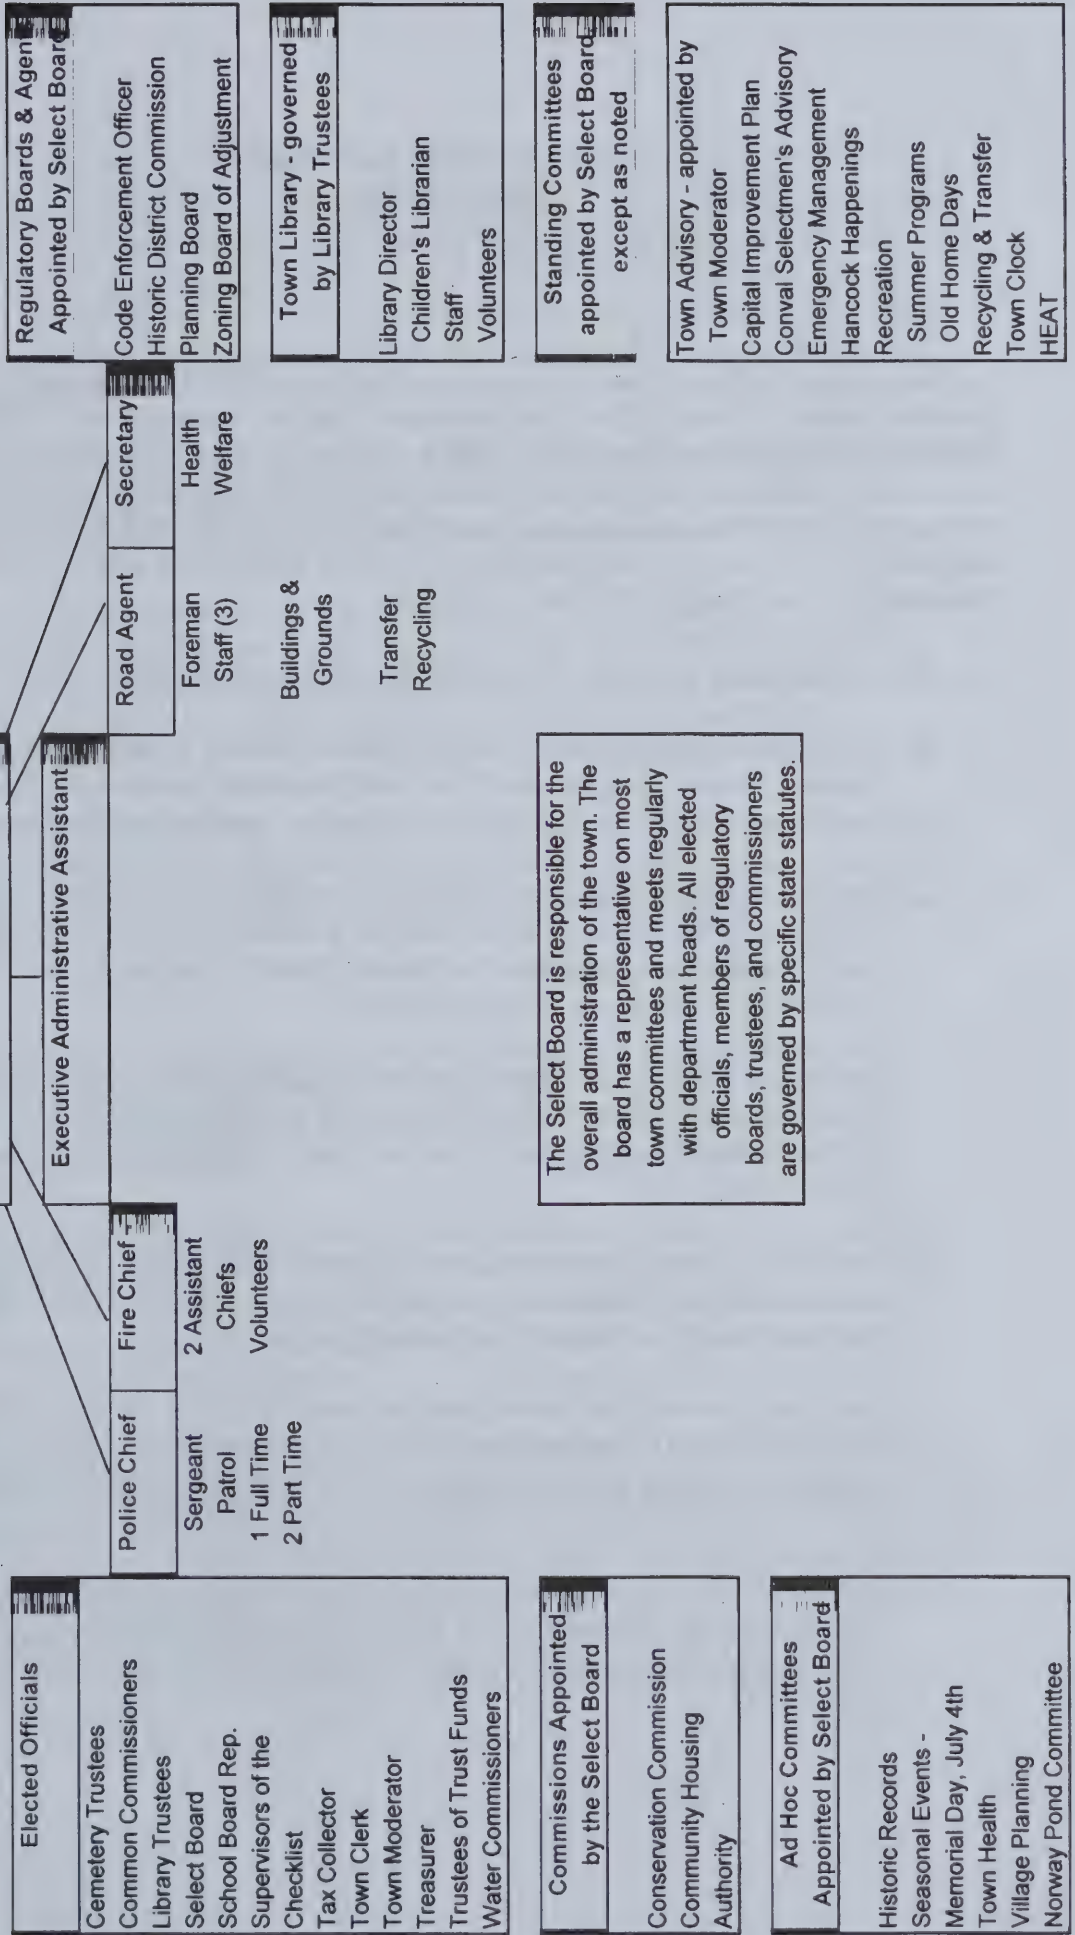 Elected Officials
Cemetery Trustees
Common Commissioners
Library Trustees
Select Board
School Board Rep.
Supervisors of the
Checklist
Tax Collector
Town Clerk
Town Moderator
Treasurer
Trustees of Trust Funds
Water Commissioners
Commissions Appointed
by the Select Board
Conservation Commission
Community Housing
Authority
Ad Hoc Committees
Appointed by Select Board
Historic Records
Seasonal Events -
Memorial Day, July 4th
Town Health
Village Planning
Norway Pond Committee
Executive Administrative Assistant
Police Chief
Sergeant
Patrol
1 Full Time
2 Part Time
Fire Chief
2 Assistant
Chiefs
Volunteers
Road Agent
Foreman
Staff (3)
Buildings &
Grounds
Transfer
Recycling
Secretary
Health
Welfare
The Select Board is responsible for the
overall administration of the town. The
board has a representative on most
town committees and meets regularly
with department heads. All elected
officials, members of regulatory
boards, trustees, and commissioners
are governed by specific state statutes.
Regulatory Boards & Agent
Appointed by Select Board
Code Enforcement Officer
Historic District Commission
Planning Board
Zoning Board of Adjustment
Town Library - governed
by Library Trustees
Library Director
Children's Librarian
Staff
Volunteers
Standing Committees
appointed by Select Board
except as noted
Town Advisory - appointed by
Town Moderator
Capital Improvement Plan
Conval Selectmen's Advisory
Emergency Management
Hancock Happenings
Recreation
Summer Programs
Old Home Days
Recycling & Transfer
Town Clock
HEAT